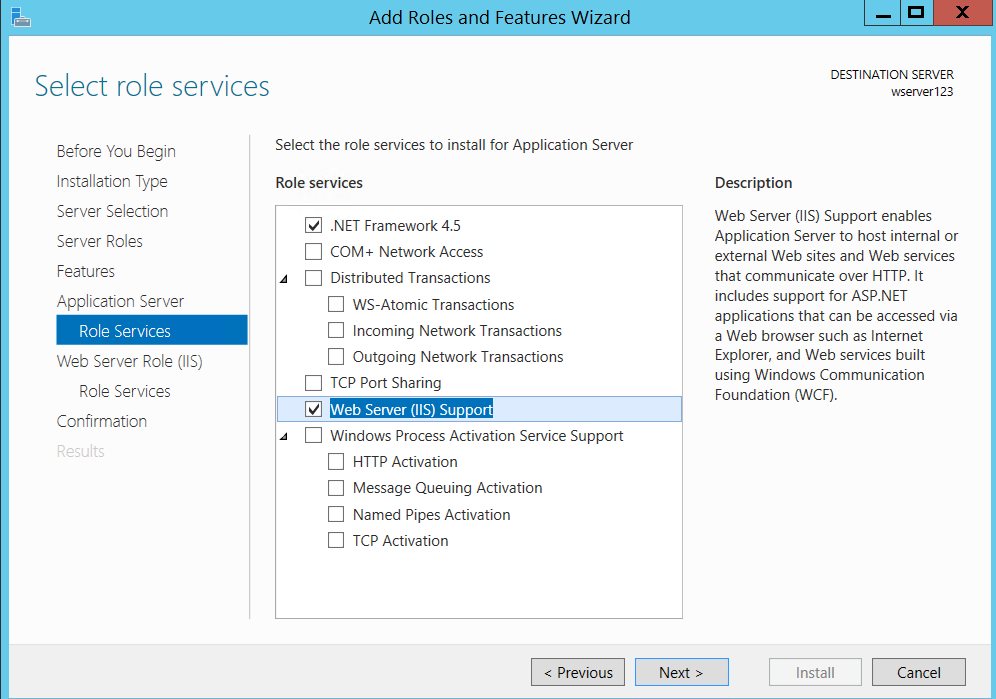 Add Roles and Features Wizard
Select role services
DESTINATION SERVER
wserver123
Before You Begin
Installation Type
Server Selection
Server Roles
Features
Application Server
Role Services
Web Server Role (IIS)
Role Services
Confirmation
Results
Select the role services to install for Application Server
Role services
.NET Framework 4.5
COM+ Network Access
Distributed Transactions
WS-Atomic Transactions
Incoming Network Transactions
Outgoing Network Transactions
TCP Port Sharing
Web Server (IIS) Support
Windows Process Activation Service Support
HTTP Activation
Message Queuing Activation
Named Pipes Activation
TCP Activation
Description
Web Server (IIS) Support enables
Application Server to host internal or
external Web sites and Web services
that communicate over HTTP. It
includes support for ASP.NET
applications that can be accessed via
a Web browser such as Internet
Explorer, and Web services built
using Windows Communication
Foundation (WCF).
< Previous
Next >
Install
Cancel